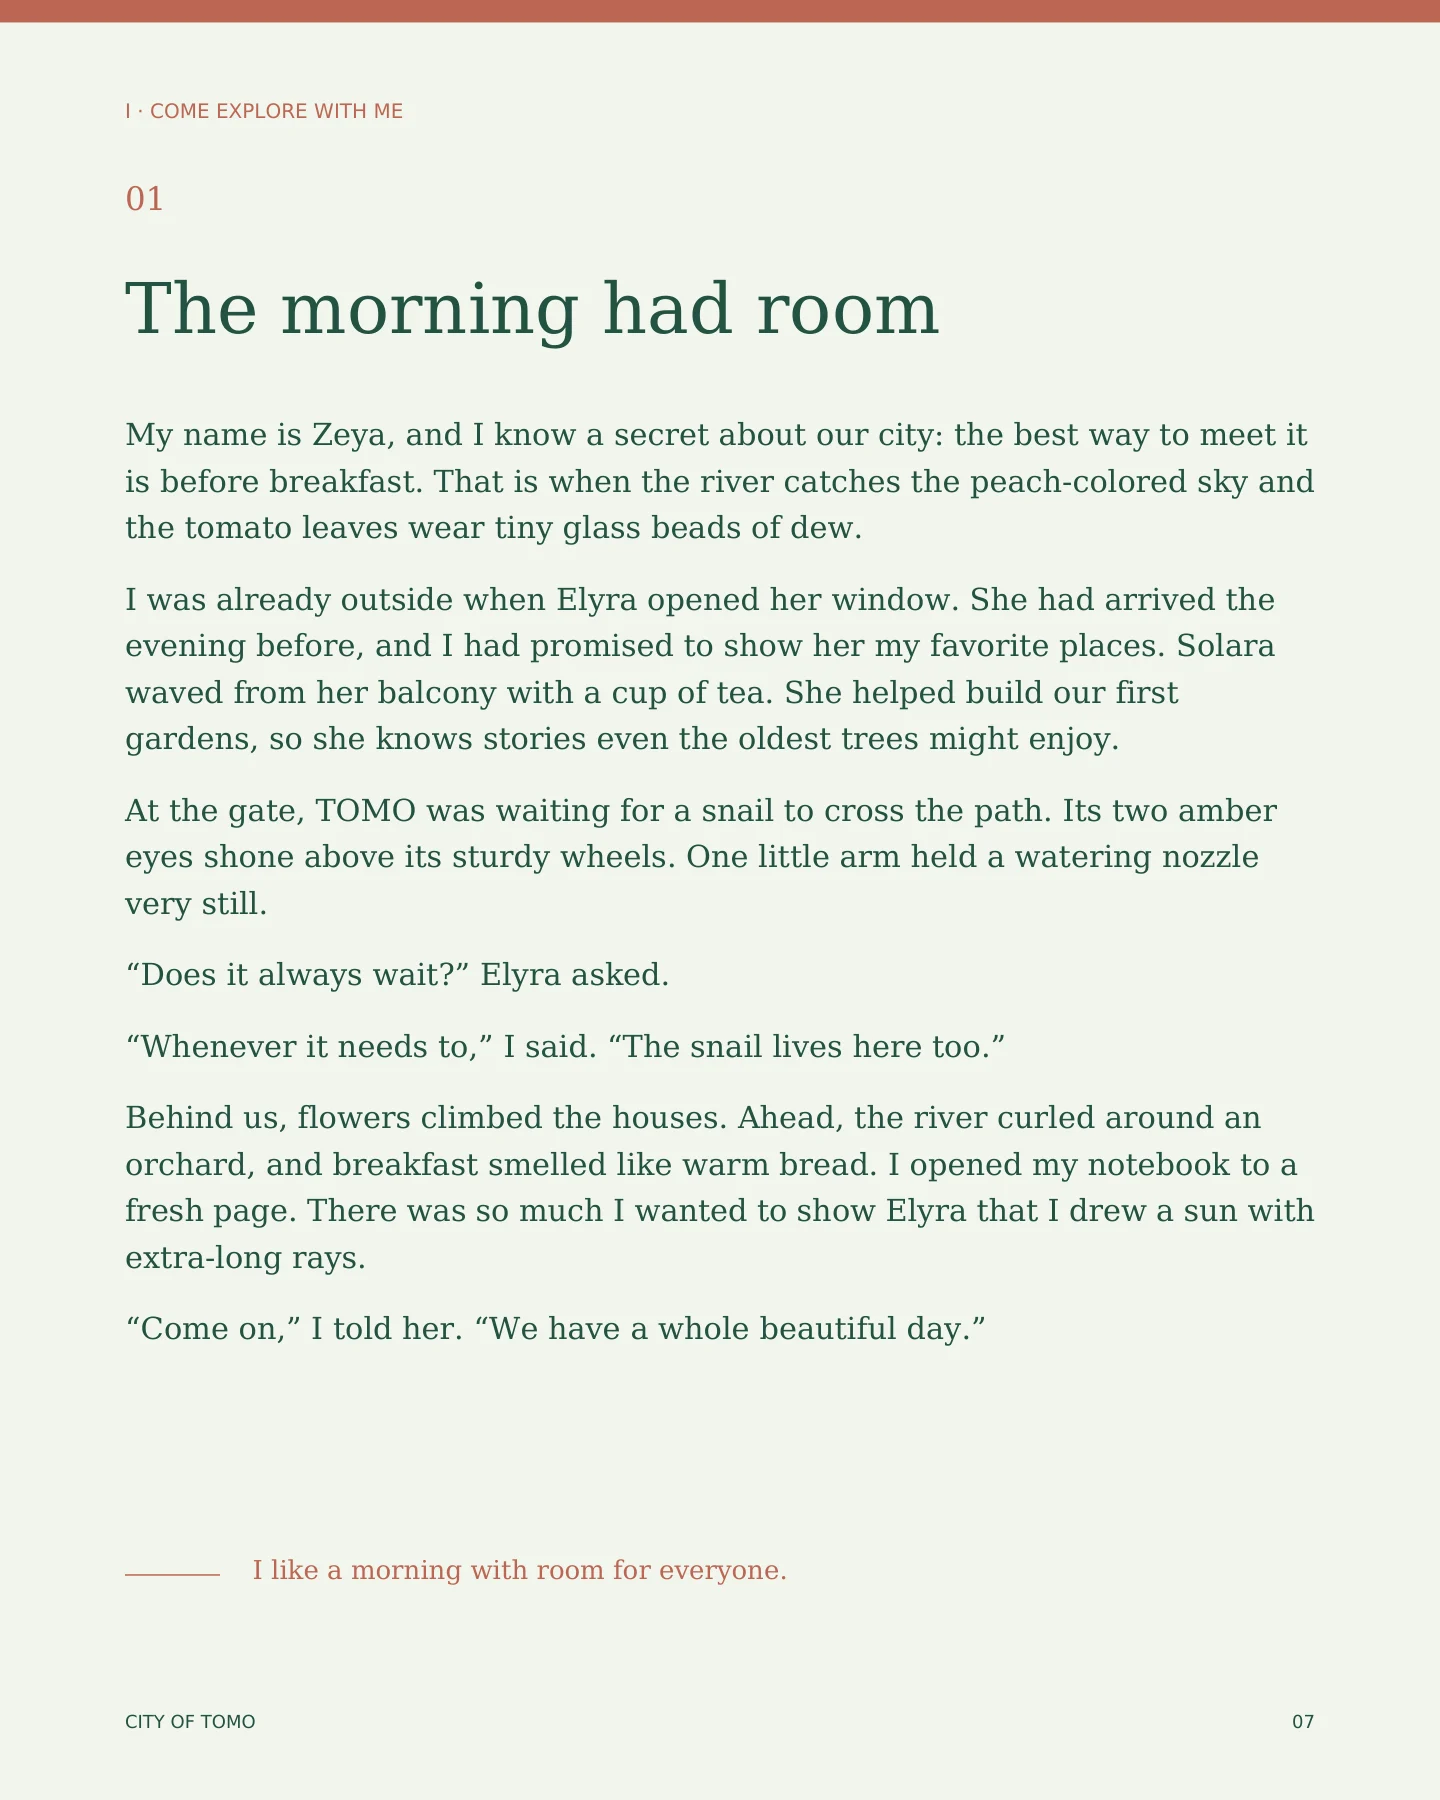 I · COME EXPLORE WITH ME
01
The morning had room
My name is Zeya, and I know a secret about our city: the best way to meet it
is before breakfast. That is when the river catches the peach-colored sky and
the tomato leaves wear tiny glass beads of dew.
I was already outside when Elyra opened her window. She had arrived the
evening before, and I had promised to show her my favorite places. Solara
waved from her balcony with a cup of tea. She helped build our first
gardens, so she knows stories even the oldest trees might enjoy.
At the gate, TOMO was waiting for a snail to cross the path. Its two amber
eyes shone above its sturdy wheels. One little arm held a watering nozzle
very still.
“Does it always wait?” Elyra asked.
“Whenever it needs to,” I said. “The snail lives here too.”
Behind us, flowers climbed the houses. Ahead, the river curled around an
orchard, and breakfast smelled like warm bread. I opened my notebook to a
fresh page. There was so much I wanted to show Elyra that I drew a sun with
extra-long rays.
“Come on,” I told her. “We have a whole beautiful day.”
I like a morning with room for everyone.
CITY OF TOMO
07